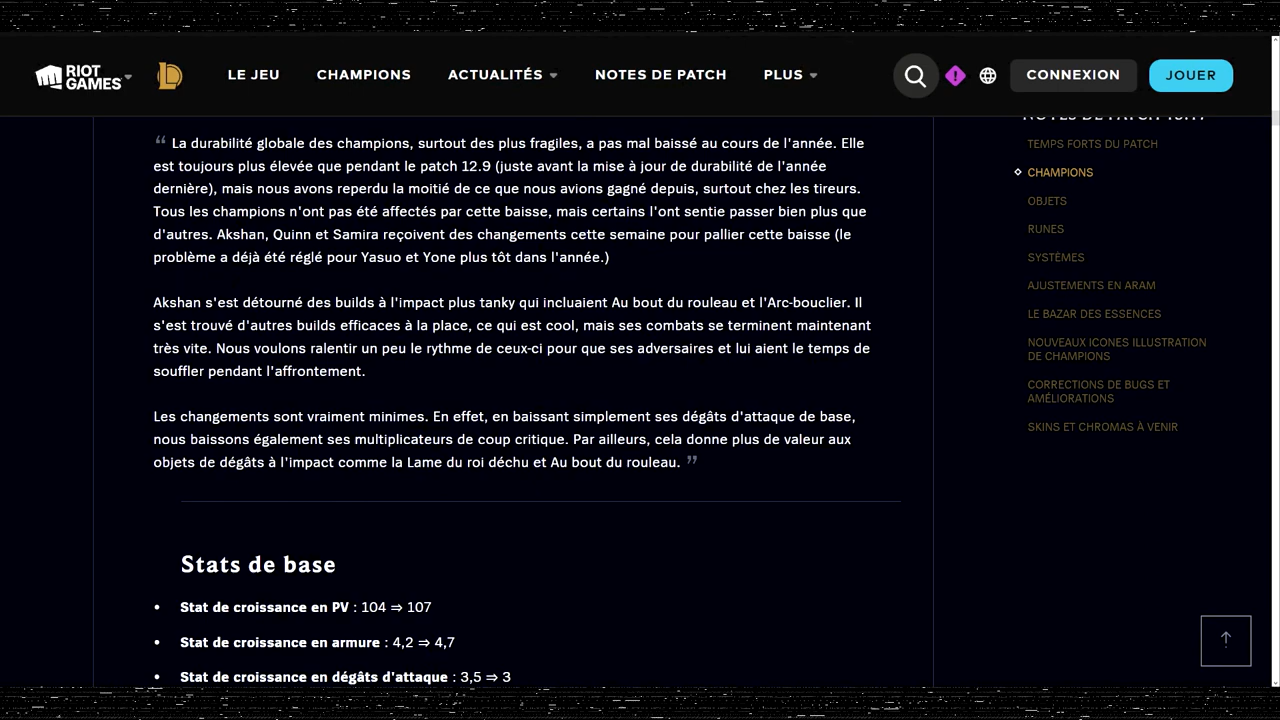 RIOT GAMES
LE JEU
CHAMPIONS
ACTUALITÉS
NOTES DE PATCH
PLUS
CONNEXION
JOUER
“ La durabilité globale des champions, surtout des plus fragiles, a pas mal baissé au cours de l'année. Elle
est toujours plus élevée que pendant le patch 12.9 (juste avant la mise à jour de durabilité de l'année
dernière), mais nous avons reperdu la moitié de ce que nous avions gagné depuis, surtout chez les tireurs.
Tous les champions n'ont pas été affectés par cette baisse, mais certains l'ont sentie passer bien plus que
d'autres. Akshan, Quinn et Samira reçoivent des changements cette semaine pour pallier cette baisse (le
problème a déjà été réglé pour Yasuo et Yone plus tôt dans l'année.)
Akshan s'est détourné des builds à l'impact plus tanky qui incluaient Au bout du rouleau et l'Arc-bouclier. Il
s'est trouvé d'autres builds efficaces à la place, ce qui est cool, mais ses combats se terminent maintenant
très vite. Nous voulons ralentir un peu le rythme de ceux-ci pour que ses adversaires et lui aient le temps de
souffler pendant l'affrontement.
Les changements sont vraiment minimes. En effet, en baissant simplement ses dégâts d'attaque de base,
nous baissons également ses multiplicateurs de coup critique. Par ailleurs, cela donne plus de valeur aux
objets de dégâts à l'impact comme la Lame du roi déchu et Au bout du rouleau. ”
Stats de base
• Stat de croissance en PV : 104 ⇒ 107
• Stat de croissance en armure : 4,2 ⇒ 4,7
• Stat de croissance en dégâts d'attaque : 3,5 ⇒ 3
TEMPS FORTS DU PATCH
CHAMPIONS
OBJETS
RUNES
SYSTÈMES
AJUSTEMENTS EN ARAM
LE BAZAR DES ESSENCES
NOUVEAUX ICONES ILLUSTRATION
DE CHAMPIONS
CORRECTIONS DE BUGS ET
AMÉLIORATIONS
SKINS ET CHROMAS À VENIR